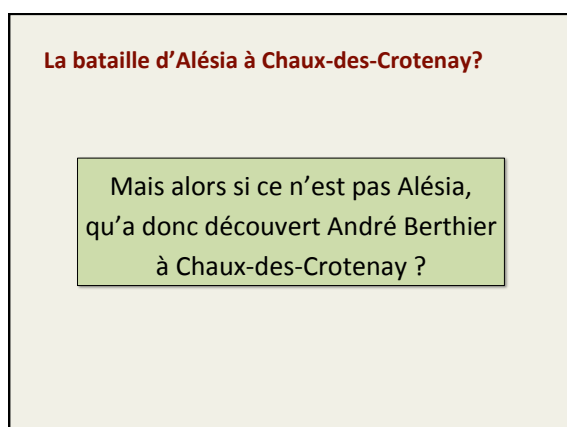 La bataille d’Alésia à Chaux-des-Crotenay?
Mais alors si ce n’est pas Alésia,
qu’a donc découvert André Berthier
à Chaux-des-Crotenay ?